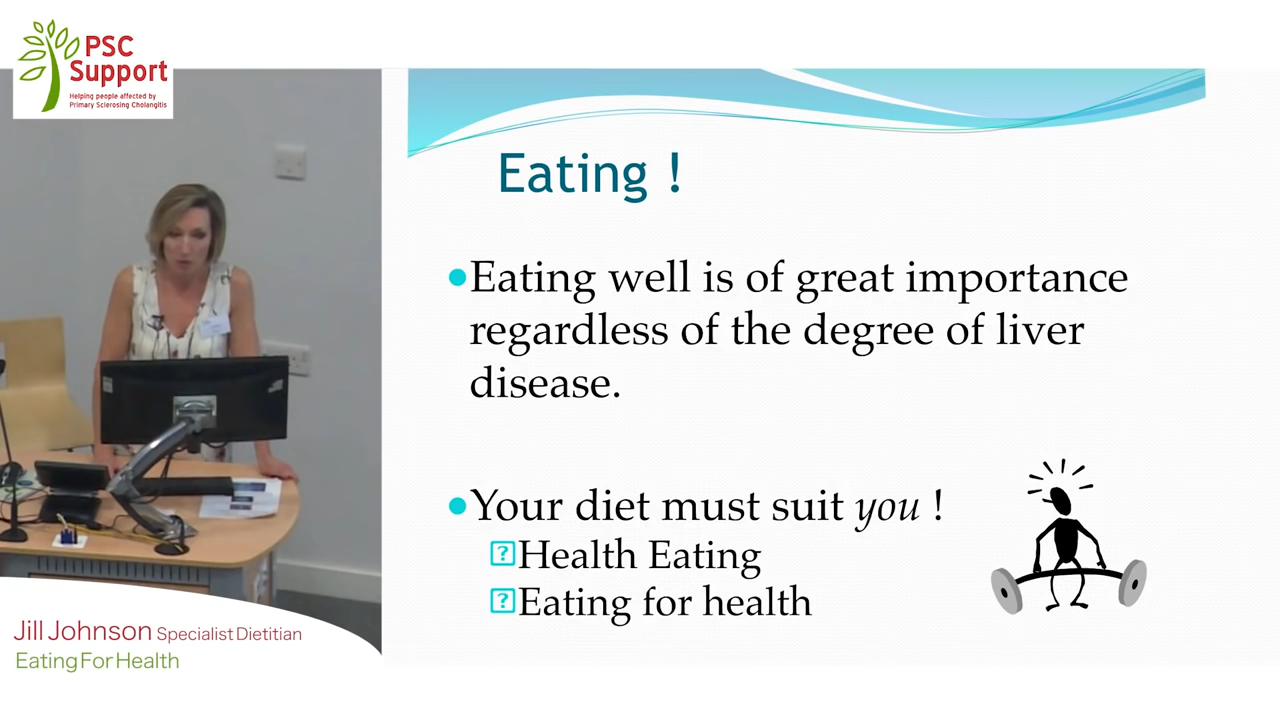 PSC
Support
Helping people affected by
Primary Sclerosing Cholangitis
Eating !
Eating well is of great importance
regardless of the degree of liver
disease.
Your diet must suit you !
Health Eating
Eating for health
Jill Johnson Specialist Dietitian
Eating For Health